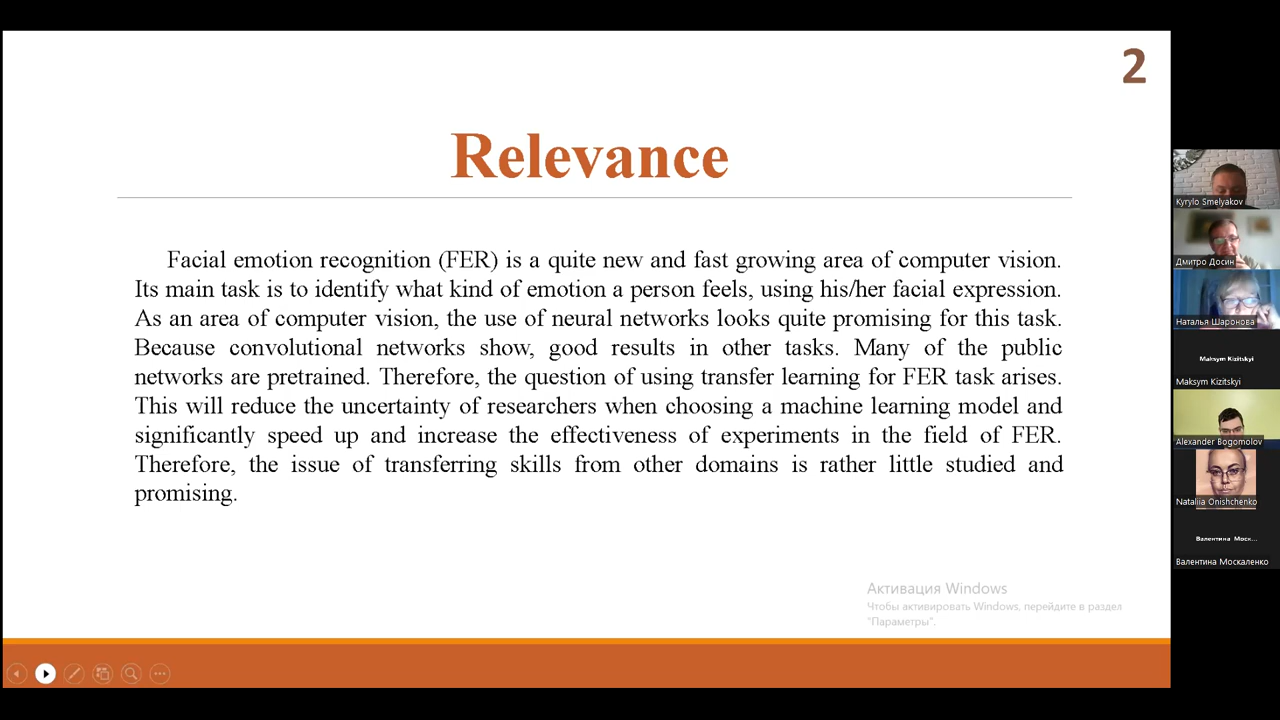 2
Relevance
Facial emotion recognition (FER) is a quite new and fast growing area of computer vision.
Its main task is to identify what kind of emotion a person feels, using his/her facial expression.
As an area of computer vision, the use of neural networks looks quite promising for this task.
Because convolutional networks show, good results in other tasks. Many of the public
networks are pretrained. Therefore, the question of using transfer learning for FER task arises.
This will reduce the uncertainty of researchers when choosing a machine learning model and
significantly speed up and increase the effectiveness of experiments in the field of FER.
Therefore, the issue of transferring skills from other domains is rather little studied and
promising.
Активация Windows
Чтобы активировать Windows, перейдите в раздел
"Параметры".
Kyrylo Smelyakov
Дмитро Досин
Наталья Шаронова
Maksym Kizitskyi
Maksym Kizitskyi
Alexander Bogomolov
Nataliia Onishchenko
Валентина Моск...
Валентина Москаленко